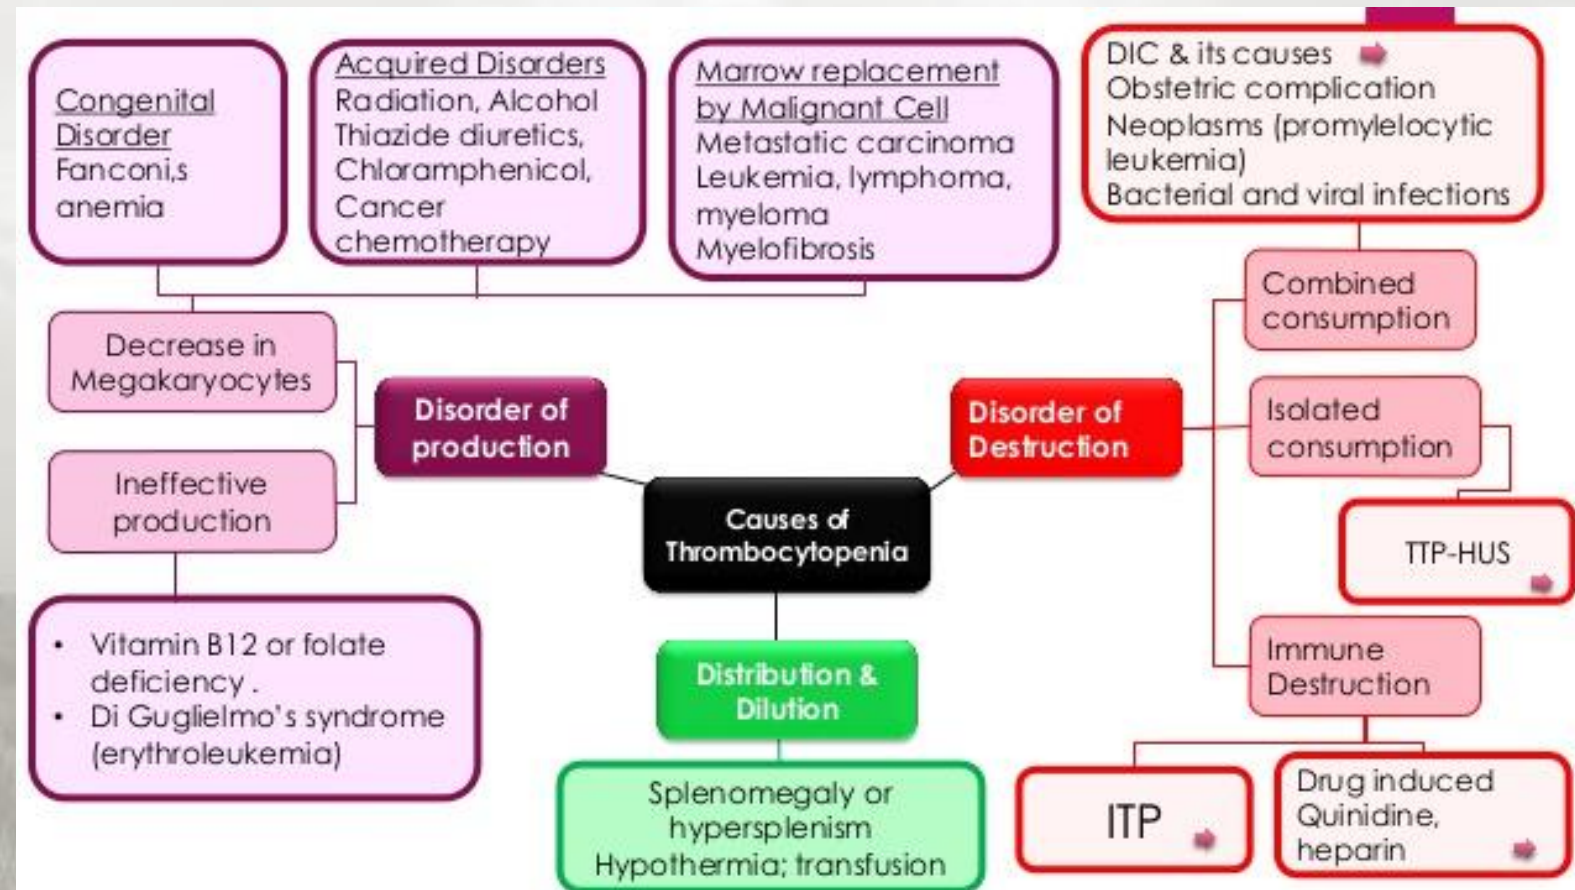 Congenital
Disorder
Fanconi,s
anemia
Acquired Disorders
Radiation, Alcohol
Thiazide diuretics,
Chloramphenicol,
Cancer
chemotherapy
Marrow replacement
by Malignant Cell
Metastatic carcinoma
Leukemia, lymphoma,
myeloma
Myelofibrosis
DIC & its causes
Obstetric complication
Neoplasms (promylelocytic
leukemia)
Bacterial and viral infections
Decrease in
Megakaryocytes
Ineffective
production
Disorder of
production
Disorder of
Destruction
Combined
consumption
Isolated
consumption
TTP-HUS
Causes of
Thrombocytopenia
• Vitamin B12 or folate
deficiency .
• Di Guglielmo's syndrome
(erythroleukemia)
Distribution &
Dilution
Splenomegaly or
hypersplenism
Hypothermia; transfusion
Immune
Destruction
ITP
Drug induced
Quinidine,
heparin